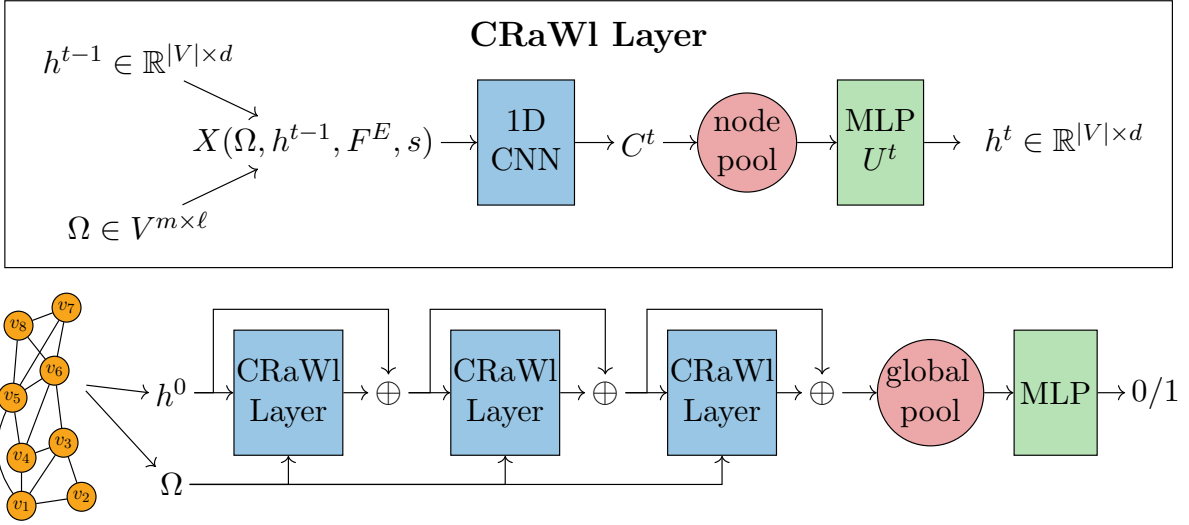 CRaWl Layer
h^{t−1} ∈ ℝ^{|V|×d}
X(Ω, h^{t−1}, F^E, s)
Ω ∈ V^{m×ℓ}
1D
CNN
C^t
node
pool
MLP
U^t
h^t ∈ ℝ^{|V|×d}
v₇
v₈
v₆
v₅
v₃
v₄
v₂
v₁
h⁰
Ω
CRaWl
Layer
⊕
CRaWl
Layer
⊕
CRaWl
Layer
⊕
global
pool
MLP
0/1